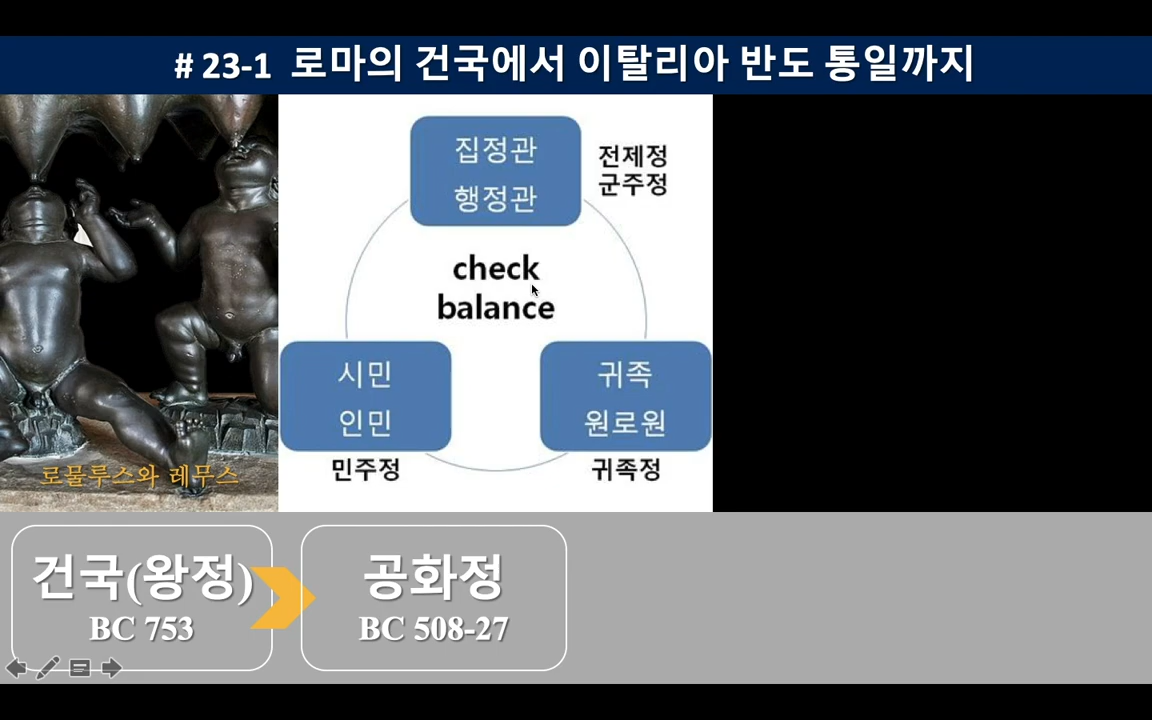 # 23-1 로마의 건국에서 이탈리아 반도 통일까지
집정관
행정관
전제정
군주정
check
balance
시민
인민
민주정
귀족
원로원
귀족정
로물루스와 레무스
건국(왕정)
BC 753
공화정
BC 508-27